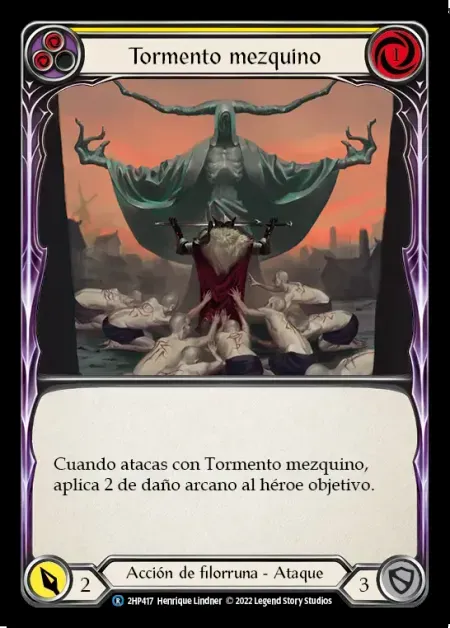 Tormento mezquino
1
Cuando atacas con Tormento mezquino,
aplica 2 de daño arcano al héroe objetivo.
2
Acción de filorruna - Ataque
3
R 2HP417 Henrique Lindner © 2022 Legend Story Studios